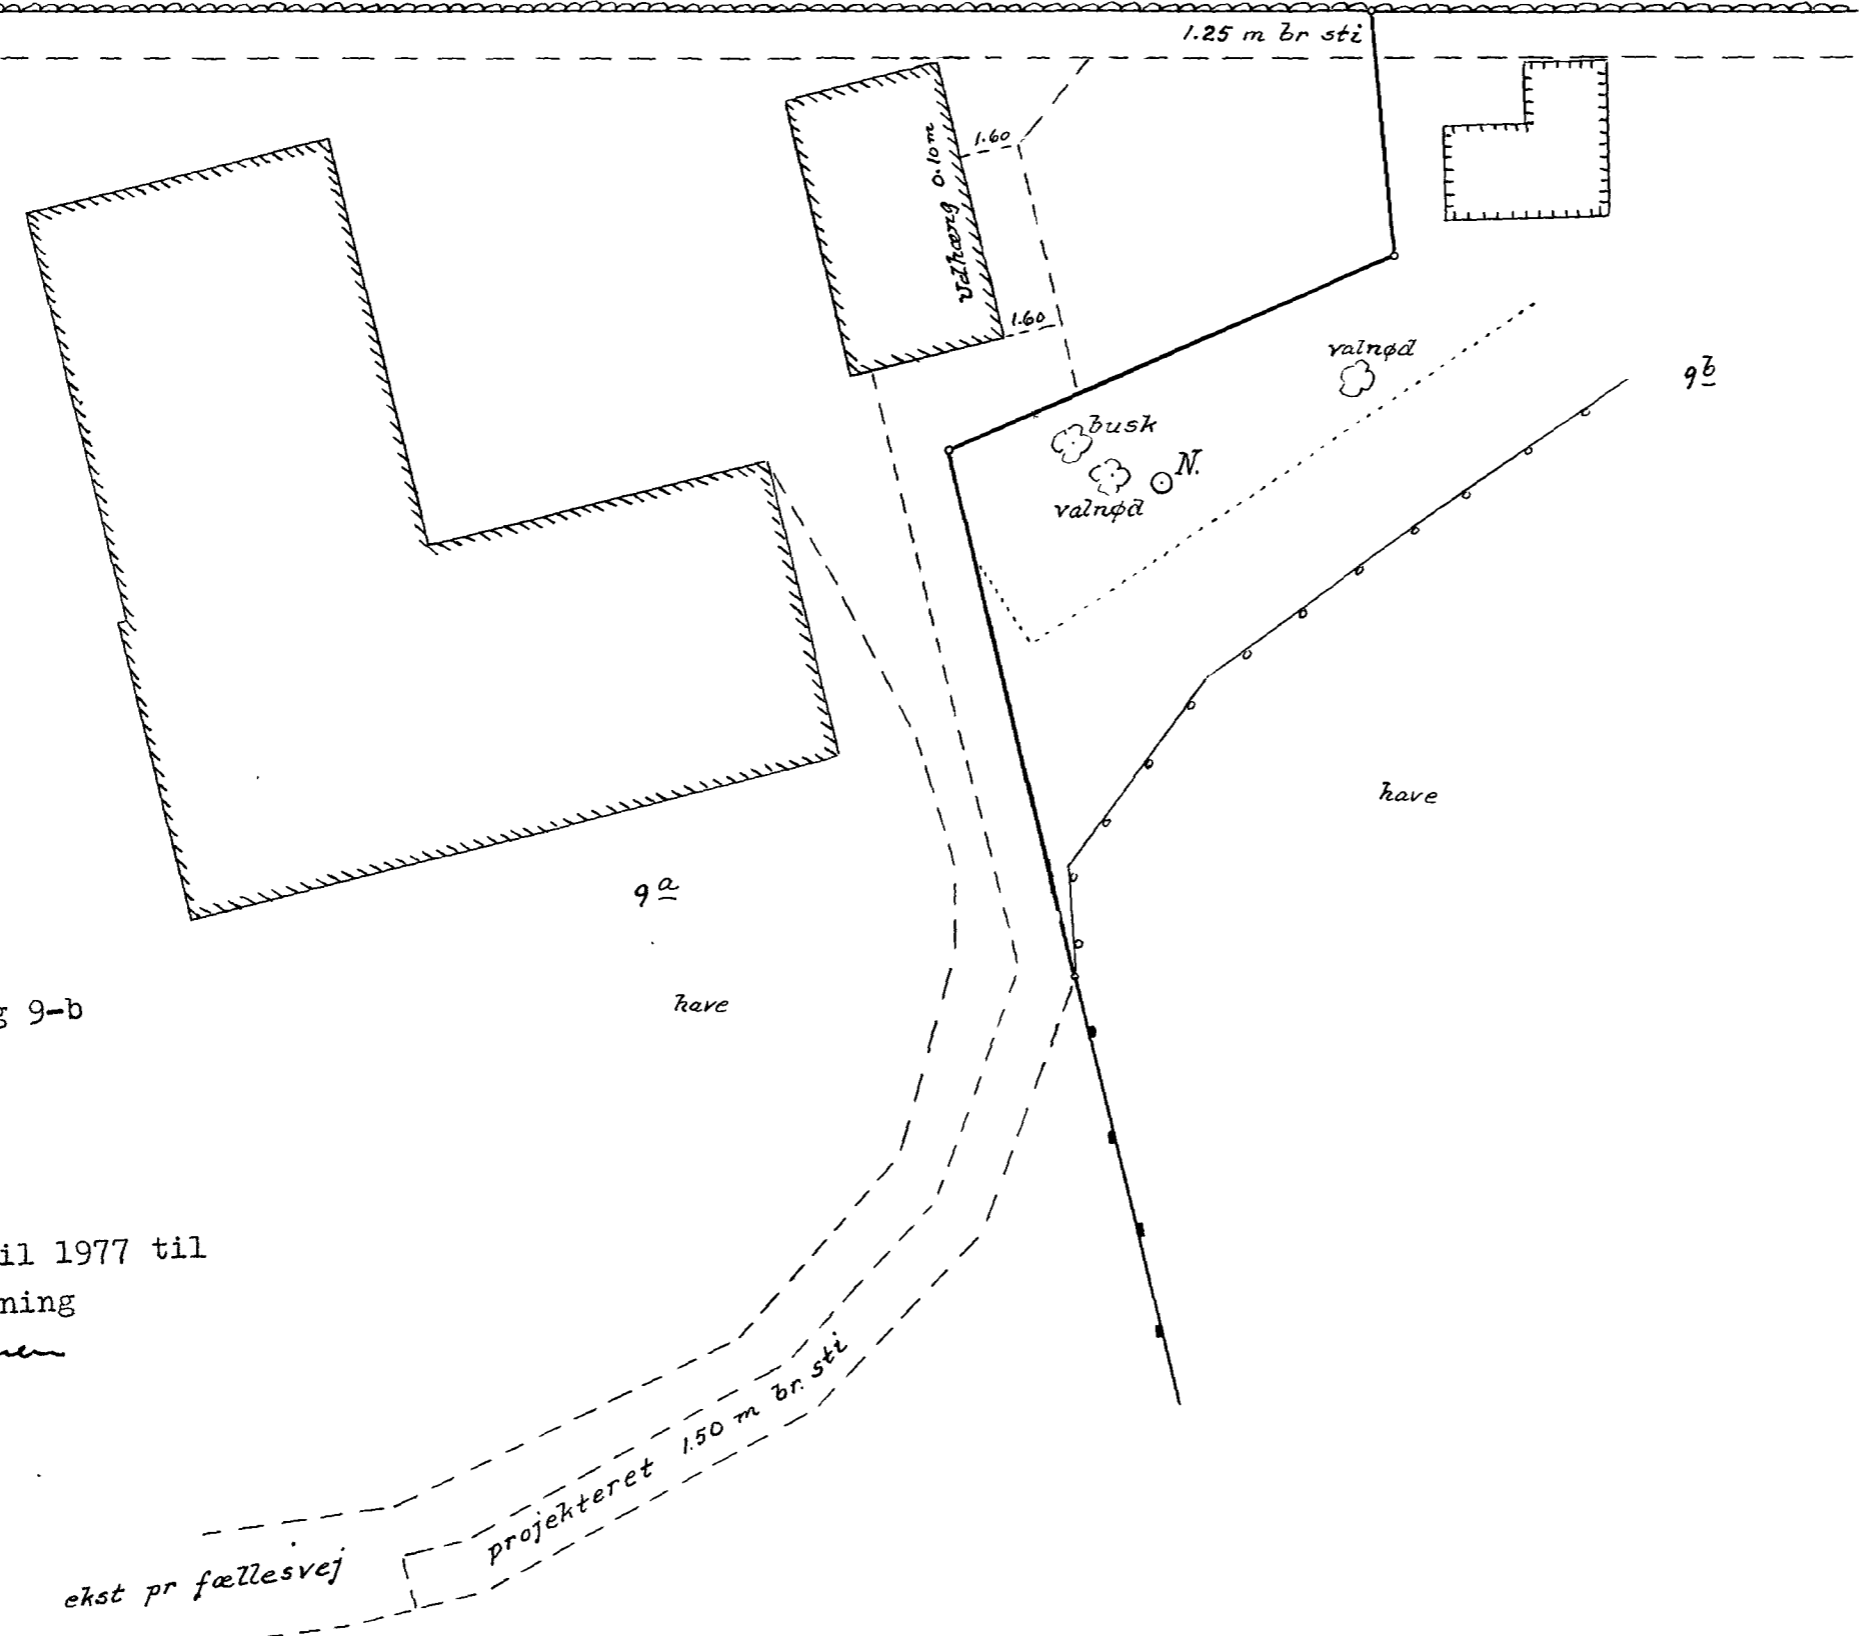 1.25 m br sti
1.60
udhæng 0.10m
1.60
valnød
9b
busk
N.
valnød
have
9a
have
9-b
il 1977 til
ning
projekteret 1.50 m br. sti
ekst pr fællesvej